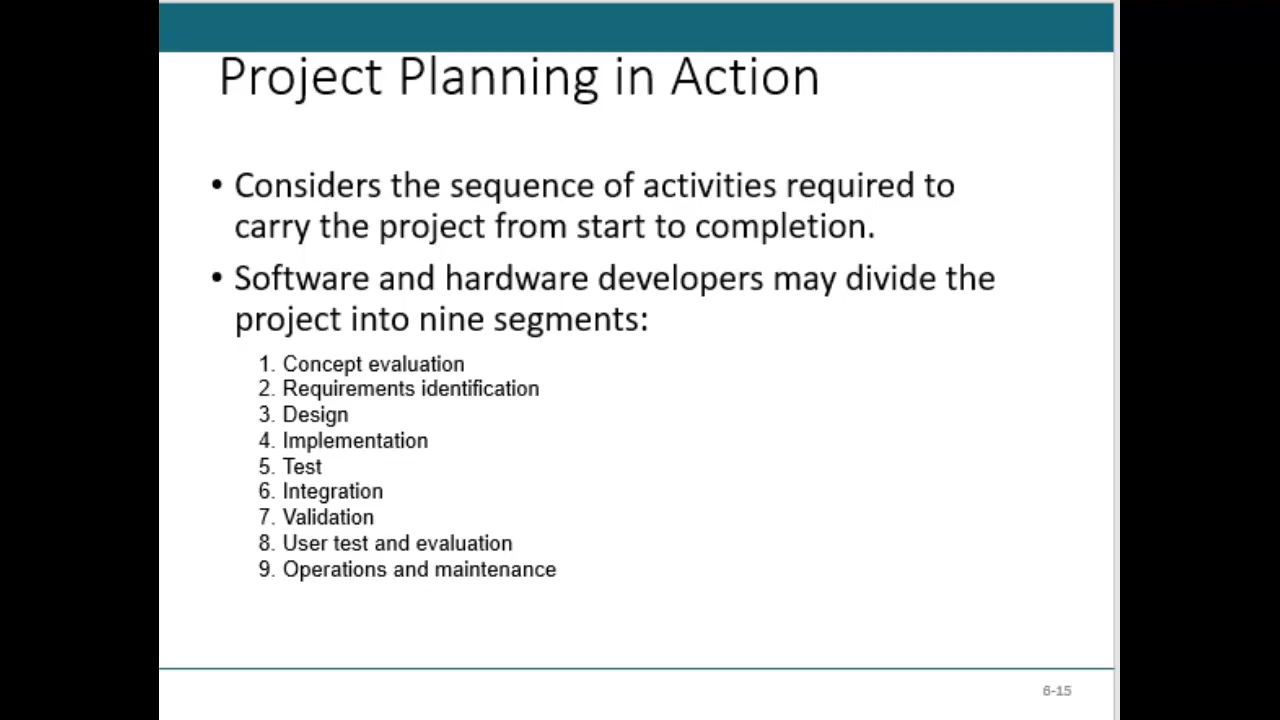 Project Planning in Action
• Considers the sequence of activities required to
carry the project from start to completion.
• Software and hardware developers may divide the
project into nine segments:
1. Concept evaluation
2. Requirements identification
3. Design
4. Implementation
5. Test
6. Integration
7. Validation
8. User test and evaluation
9. Operations and maintenance
6-15